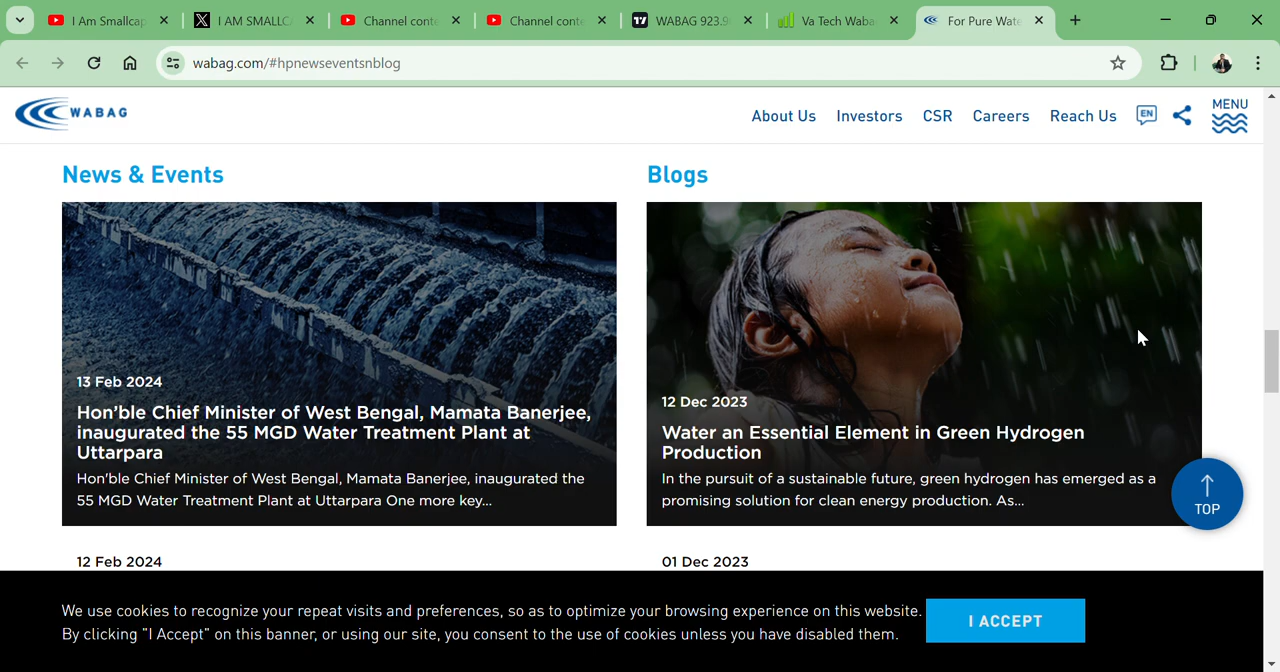 I Am Smallcap
I AM SMALLCA
Channel conte
Channel conte
WABAG 923.9
Va Tech Waba
For Pure Wate
wabag.com/#hpnewseventsnblog
WABAG
About Us
Investors
CSR
Careers
Reach Us
EN
MENU
News & Events
13 Feb 2024
Hon’ble Chief Minister of West Bengal, Mamata Banerjee,
inaugurated the 55 MGD Water Treatment Plant at
Uttarpara
Hon'ble Chief Minister of West Bengal, Mamata Banerjee, inaugurated the
55 MGD Water Treatment Plant at Uttarpara One more key...
12 Feb 2024
Blogs
12 Dec 2023
Water an Essential Element in Green Hydrogen
Production
In the pursuit of a sustainable future, green hydrogen has emerged as a
promising solution for clean energy production. As...
01 Dec 2023
TOP
We use cookies to recognize your repeat visits and preferences, so as to optimize your browsing experience on this website.
By clicking "I Accept" on this banner, or using our site, you consent to the use of cookies unless you have disabled them.
I ACCEPT